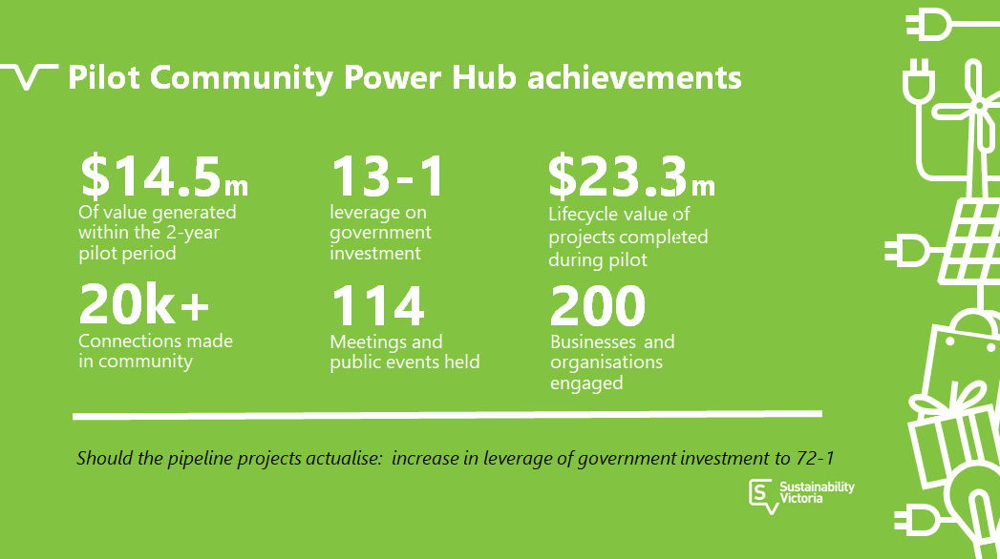 Pilot Community Power Hub achievements
$14.5m
Of value generated
within the 2-year
pilot period
13-1
leverage on
government
investment
$23.3m
Lifecycle value of
projects completed
during pilot
20k+
Connections made
in community
114
Meetings and
public events held
200
Businesses and
organisations
engaged
Should the pipeline projects actualise: increase in leverage of government investment to 72-1
S
Sustainability
Victoria